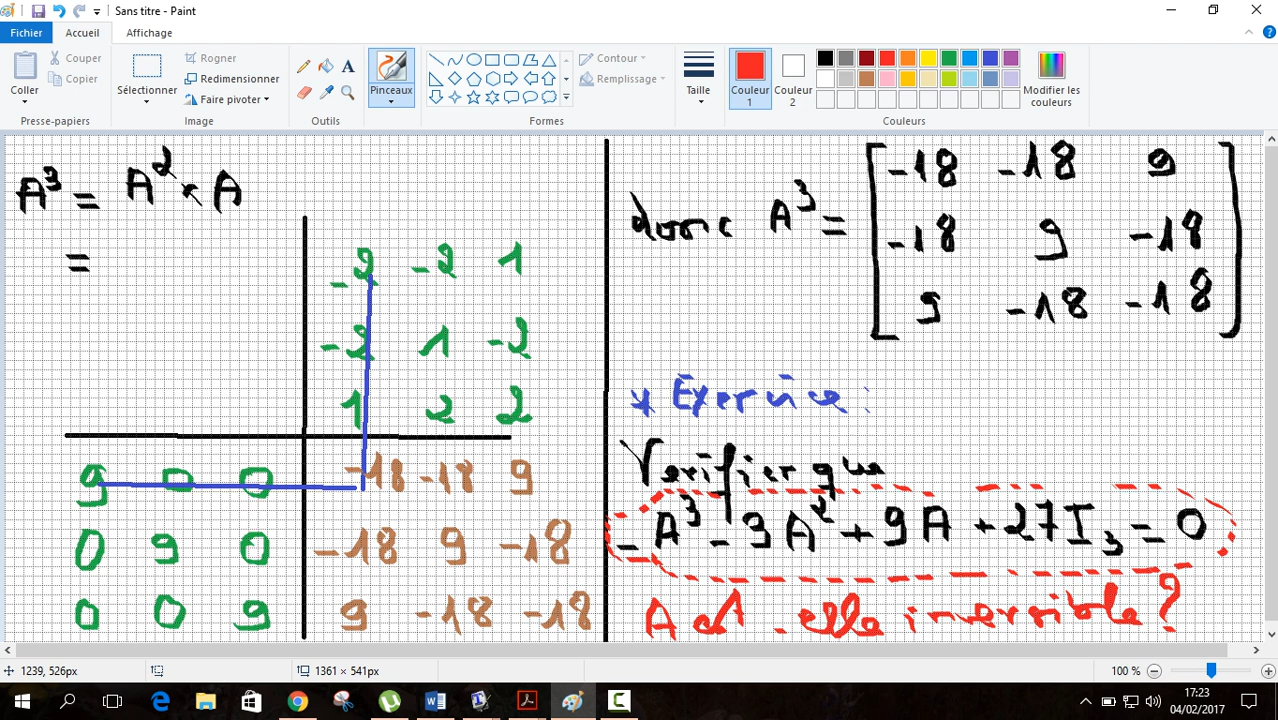 Sans titre - Paint
Fichier Accueil Affichage
Coller
Couper
Copier
Presse-papiers
Sélectionner
Rogner
Redimensionner
Faire pivoter
Image
Outils
Pinceaux
Formes
Contour
Remplissage
Taille
Couleur 1
Couleur 2
Modifier les couleurs
Couleurs
A³ = A² × A
=
-2 -2 1
-2 1 -2
1 2 2
9 0 0 -18 -18 9
0 9 0 -18 9 -18
0 0 9 9 -18 -18
donc A³ =
-18 -18 9
-18 9 -18
9 -18 -18
* Exercice :
Verifier que
- A³ - 3A² + 9A + 27I₃ = 0
A est-elle inversible ?
1239, 526px
1361 × 541px
100 %
17:23
04/02/2017